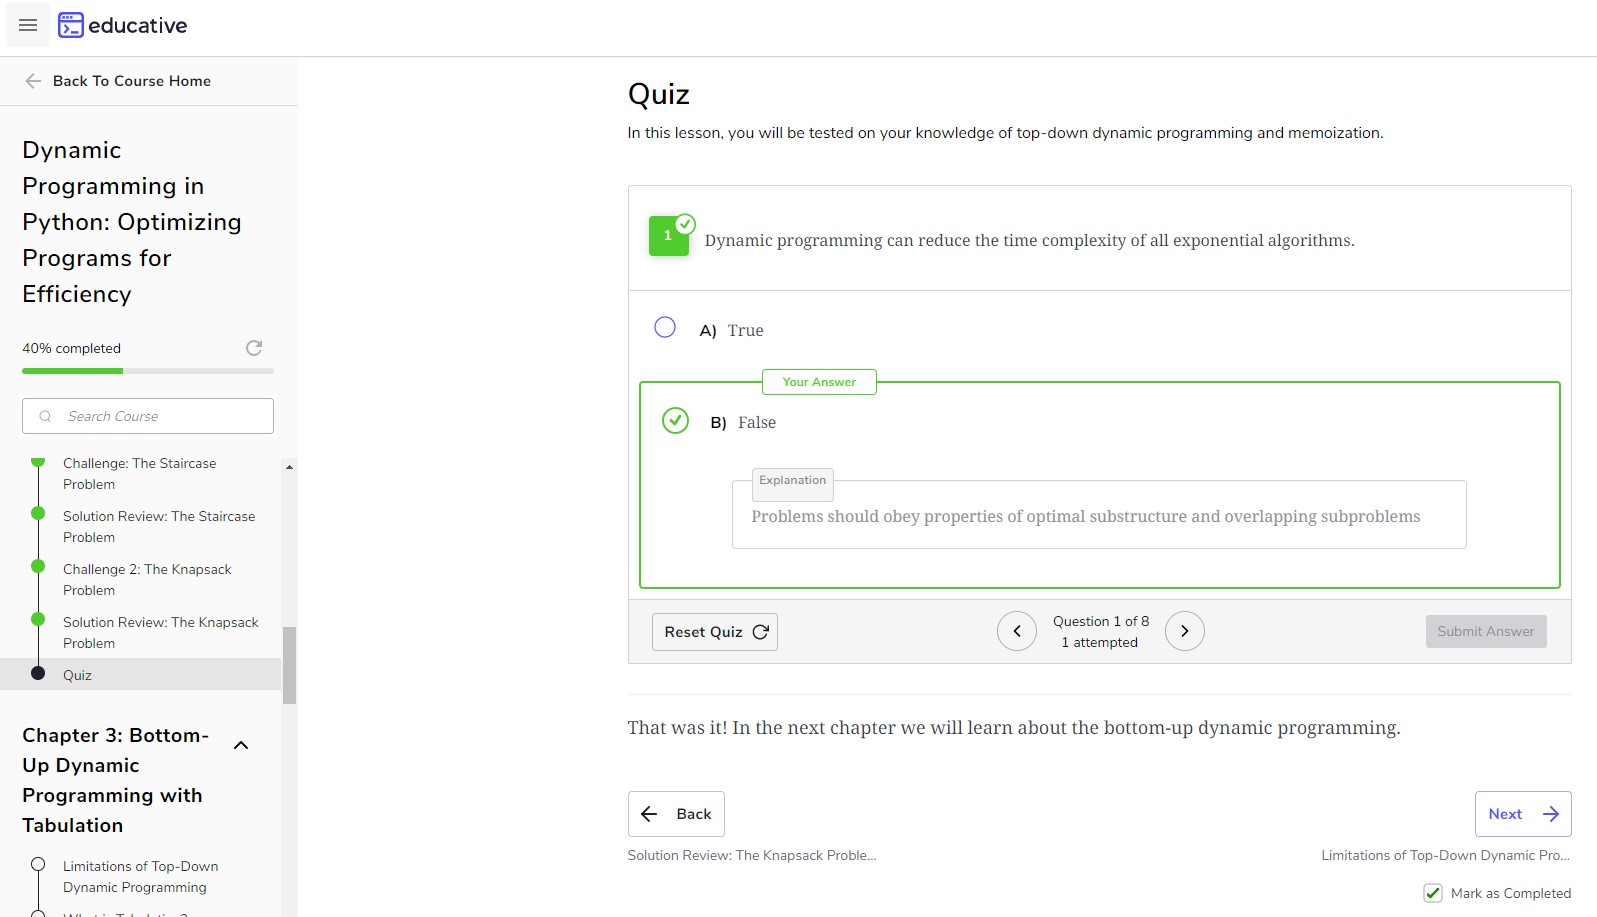 educative
Back To Course Home
Dynamic
Programming in
Python: Optimizing
Programs for
Efficiency
40% completed
Search Course
Challenge: The Staircase
Problem
Solution Review: The Staircase
Problem
Challenge 2: The Knapsack
Problem
Solution Review: The Knapsack
Problem
Quiz
Chapter 3: Bottom-
Up Dynamic
Programming with
Tabulation
Limitations of Top-Down
Dynamic Programming
Quiz
In this lesson, you will be tested on your knowledge of top-down dynamic programming and memoization.
1
Dynamic programming can reduce the time complexity of all exponential algorithms.
A) True
Your Answer
B) False
Explanation
Problems should obey properties of optimal substructure and overlapping subproblems
Reset Quiz
Question 1 of 8
1 attempted
Submit Answer
That was it! In the next chapter we will learn about the bottom-up dynamic programming.
Back
Next
Solution Review: The Knapsack Proble...
Limitations of Top-Down Dynamic Pro...
Mark as Completed